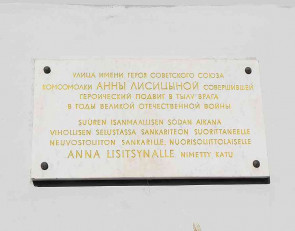 УЛИЦА ИМЕНИ ГЕРОЯ СОВЕТСКОГО СОЮЗА
КОМСОМОЛКИ АННЫ ЛИСИЦЫНОЙ СОВЕРШИВШЕЙ
ГЕРОИЧЕСКИЙ ПОДВИГ В ТЫЛУ ВРАГА
В ГОДЫ ВЕЛИКОЙ ОТЕЧЕСТВЕННОЙ ВОЙНЫ
SUUREN ISÄNMAALLISEN SODAN AIKANA
VIHOLLISEN SELUSTASSA SANKARITEON SUORITTANEELLE
NEUVOSTOLIITON SANKARILLE, NUORISOLIITTOLAISELLE
ANNA LISITSYNALLE NIMETTY KATU